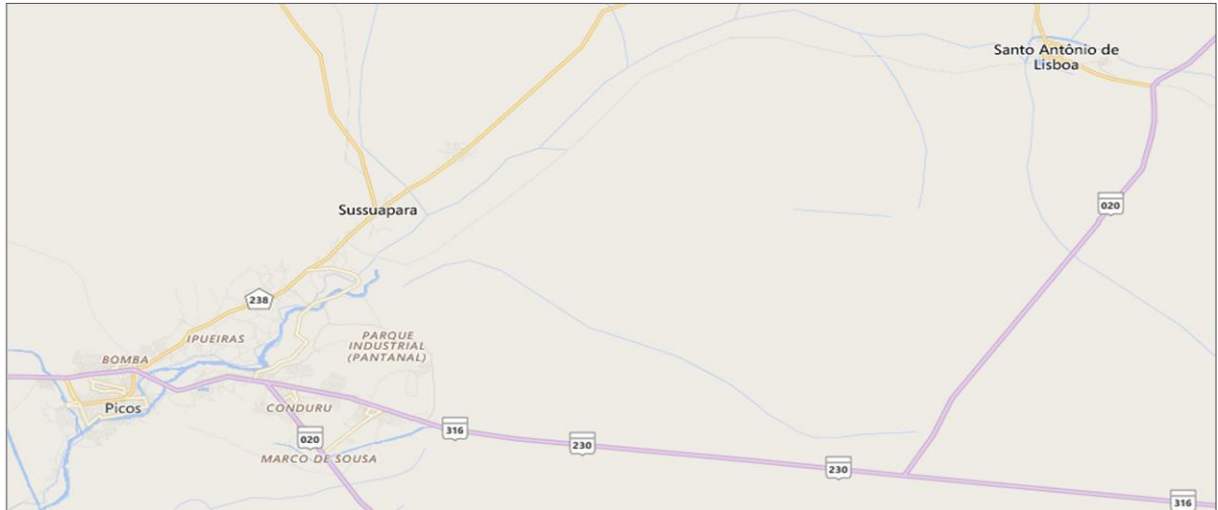 Santo Antônio de
Lisboa
020
Sussuapara
238
IPUEIRAS
PARQUE
INDUSTRIAL
(PANTANAL)
BOMBA
Picos
CONDURU
316
020
230
MARCO DE SOUSA
230
316